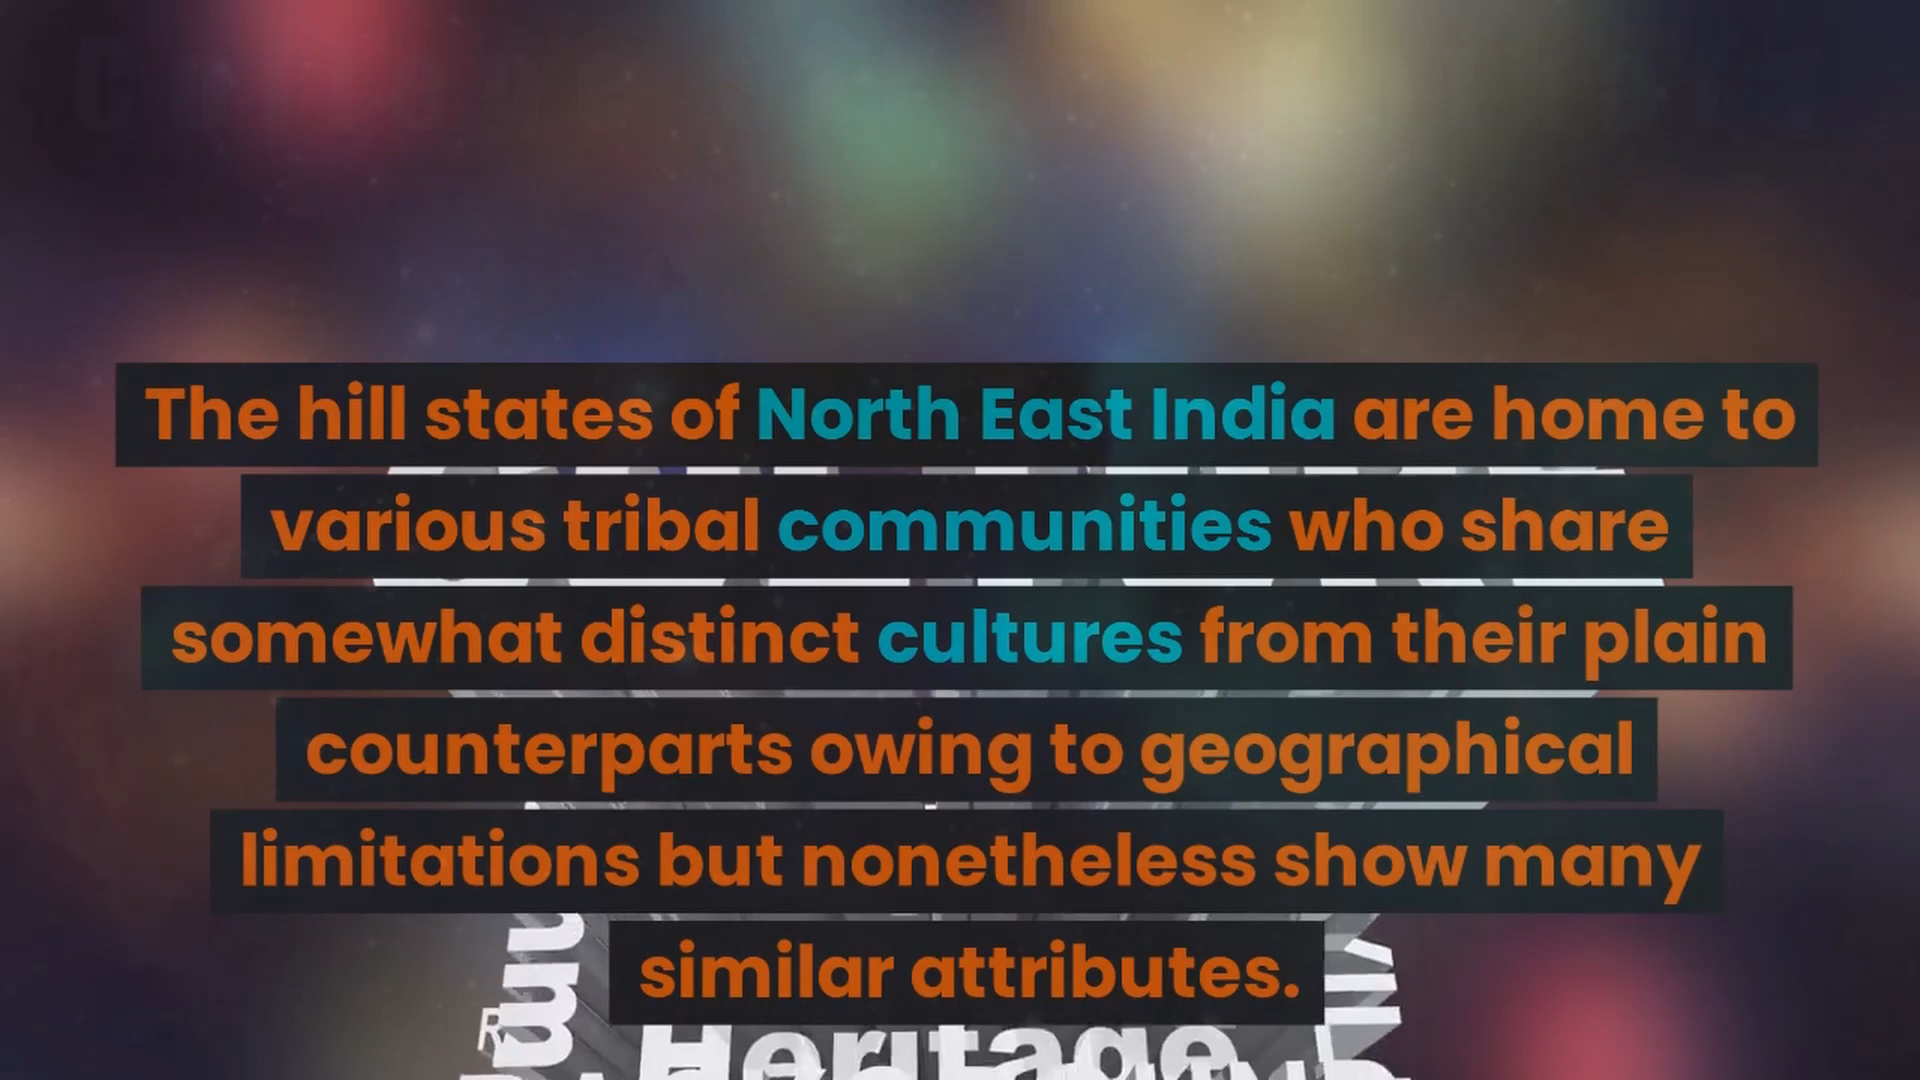 The hill states of North East India are home to
various tribal communities who share
somewhat distinct cultures from their plain
counterparts owing to geographical
limitations but nonetheless show many
similar attributes.
Heritage